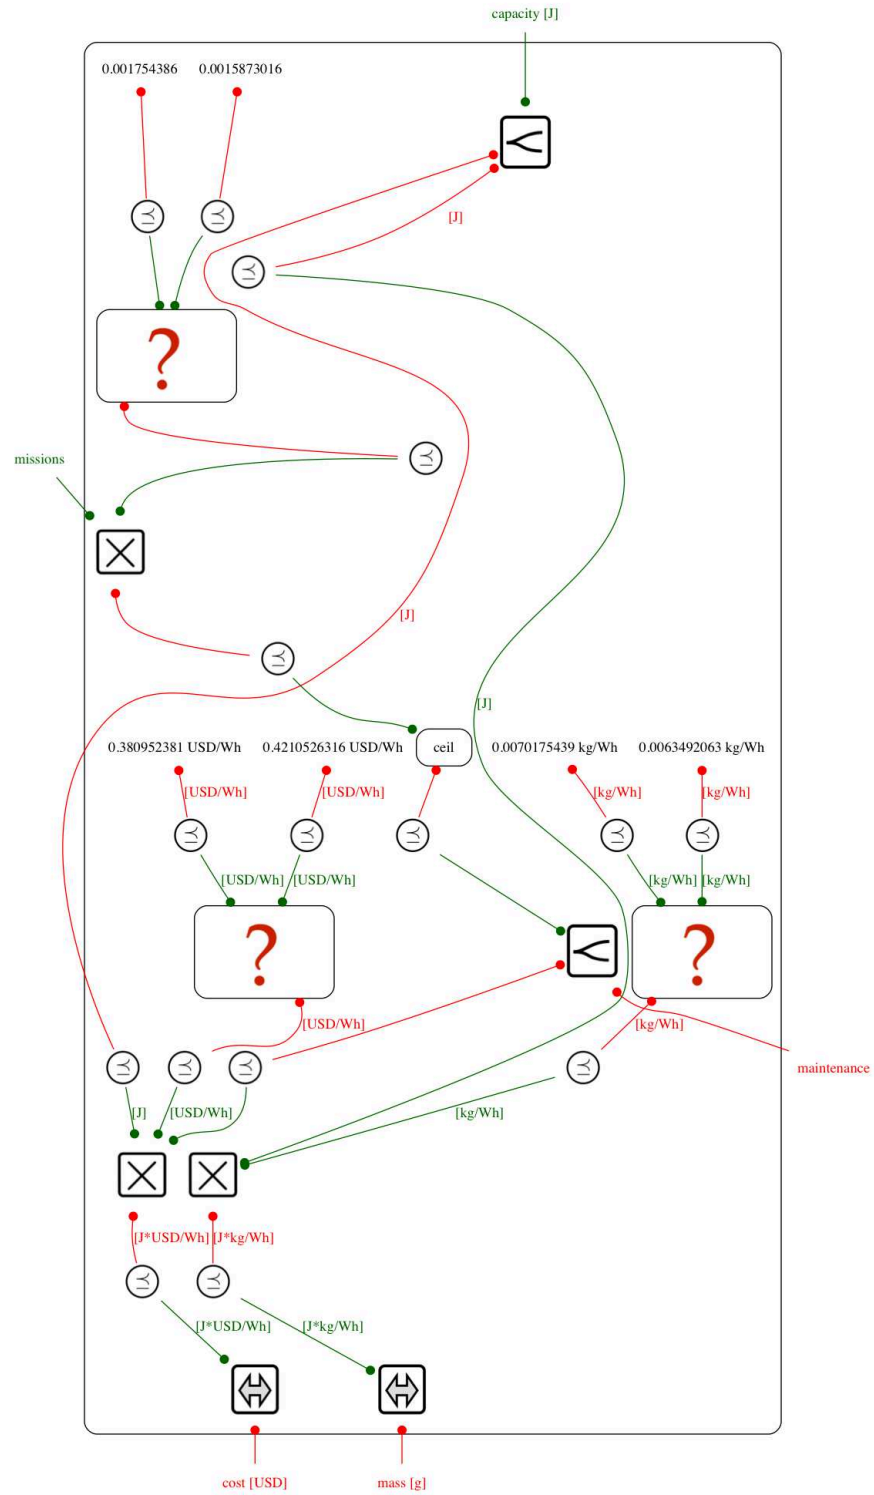 capacity [J]
0.001754386 0.0015873016
[J]
?
missions
[J]
[J]
0.380952381 USD/Wh 0.4210526316 USD/Wh ceil 0.0070175439 kg/Wh 0.0063492063 kg/Wh
[USD/Wh] [USD/Wh] [kg/Wh] [kg/Wh]
[USD/Wh] [USD/Wh] [kg/Wh] [kg/Wh]
? ?
[USD/Wh] [kg/Wh]
maintenance
[J] [USD/Wh] [kg/Wh]
[J*USD/Wh] [J*kg/Wh]
[J*USD/Wh] [J*kg/Wh]
cost [USD] mass [g]